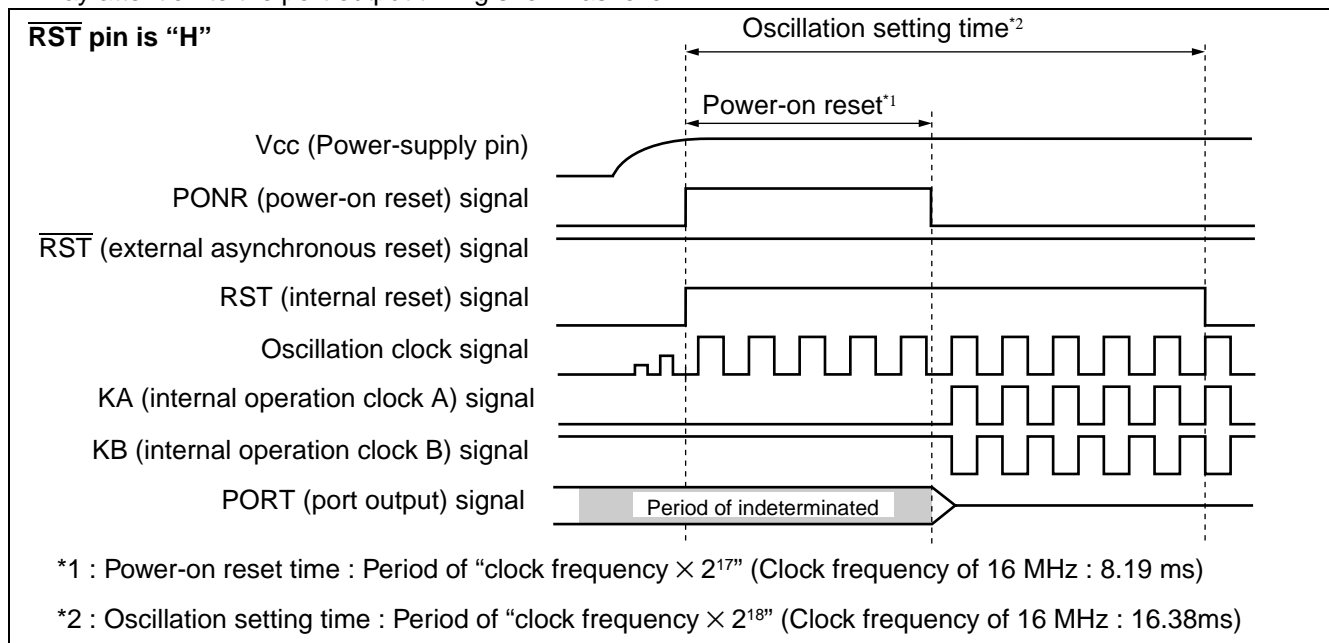 RST pin is “H”
Oscillation setting time*2
Power-on reset*1
Vcc (Power-supply pin)
PONR (power-on reset) signal
RST (external asynchronous reset) signal
RST (internal reset) signal
Oscillation clock signal
KA (internal operation clock A) signal
KB (internal operation clock B) signal
PORT (port output) signal
Period of indeterminated
*1 : Power-on reset time : Period of “clock frequency × 2¹⁷” (Clock frequency of 16 MHz : 8.19 ms)
*2 : Oscillation setting time : Period of “clock frequency × 2¹⁸” (Clock frequency of 16 MHz : 16.38ms)